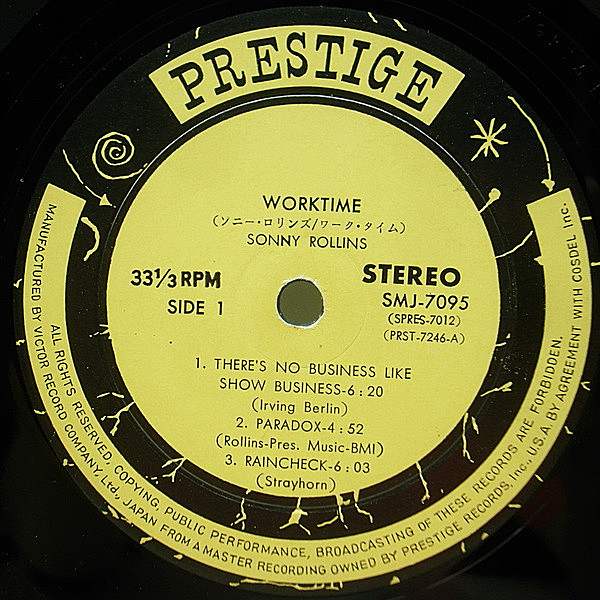 PRESTIGE
WORKTIME
(ソニー・ロリンズ/ワーク・タイム)
SONNY ROLLINS
33 1/3 RPM
SIDE 1
STEREO
SMJ-7095
(SPRES-7012)
(PRST-7246-A)
1. THERE'S NO BUSINESS LIKE
SHOW BUSINESS-6:20
(Irving Berlin)
2. PARADOX-4:52
(Rollins-Pres. Music-BMI)
3. RAINCHECK-6:03
(Strayhorn)
ALL RIGHTS RESERVED, COPYING, PUBLIC PERFORMANCE, BROADCASTING OF THESE RECORDS ARE FORBIDDEN.
MANUFACTURED BY VICTOR RECORD COMPANY, Ltd., JAPAN FROM A MASTER RECORDING OWNED BY PRESTIGE RECORDS, Inc., U.S.A. BY AGREEMENT WITH COSDEL Inc.